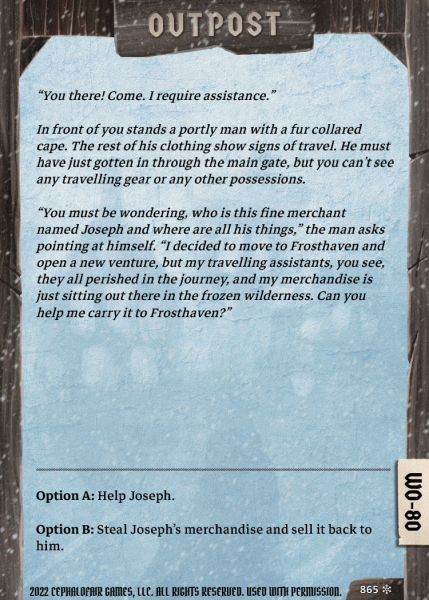 OUTPOST
“You there! Come. I require assistance.”
In front of you stands a portly man with a fur collared
cape. The rest of his clothing show signs of travel. He must
have just gotten in through the main gate, but you can’t see
any travelling gear or any other possessions.
“You must be wondering, who is this fine merchant
named Joseph and where are all his things,” the man asks
pointing at himself. “I decided to move to Frosthaven and
open a new venture, but my travelling assistants, you see,
they all perished in the journey, and my merchandise is
just sitting out there in the frozen wilderness. Can you
help me carry it to Frosthaven?”
Option A: Help Joseph.
Option B: Steal Joseph’s merchandise and sell it back to
him.
WO-80
2022 CEPHALOFAIR GAMES, LLC. ALL RIGHTS RESERVED. USED WITH PERMISSION.
865